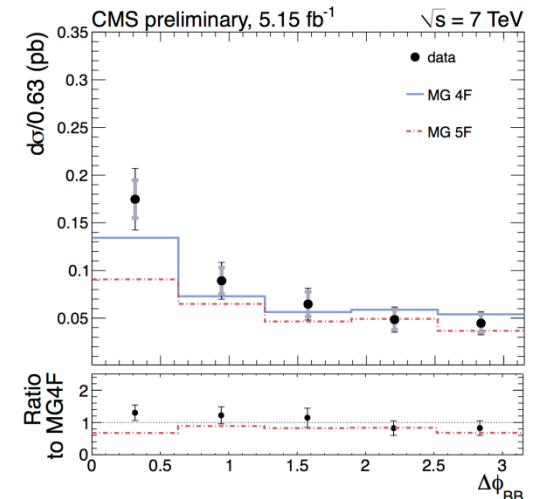 CMS preliminary, 5.15 fb⁻¹ √s = 7 TeV
dσ/0.63 (pb)
0.35
0.3
0.25
0.2
0.15
0.1
0.05
data
MG 4F
MG 5F
Ratio
to MG4F
2
1
0
0 0.5 1 1.5 2 2.5 3
Δϕ_BB